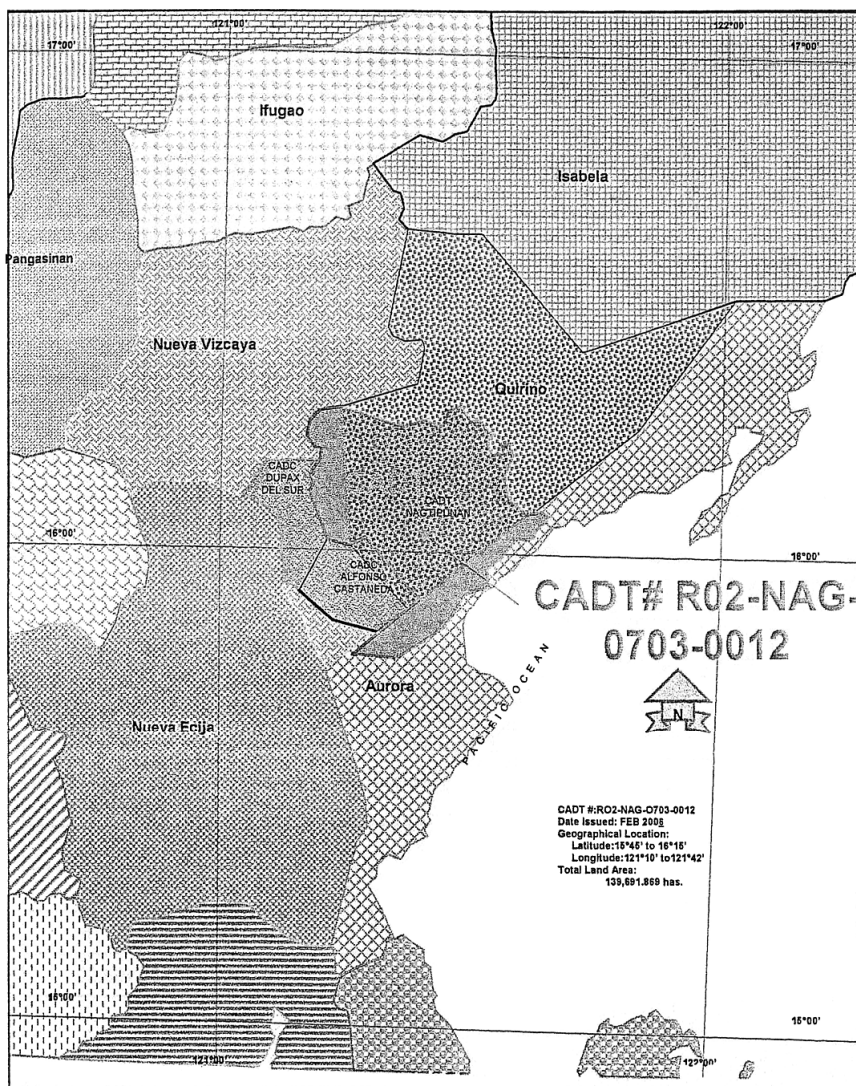 121°00'
122°00'
17°00'
17°00'
Ifugao
Isabela
Pangasinan
Nueva Vizcaya
Quirino
CADC
DUPAX
DEL SUR
CADT
NAGTIPUNAN
16°00'
16°00'
CADC
ALFONSO
CASTANEDA
CADT# R02-NAG-
0703-0012
Aurora
PACIFIC OCEAN
N
Nueva Ecija
CADT #:RO2-NAG-O703-0012
Date Issued: FEB
Geographical Location:
Latitude:15°45' to 16°15'
Longitude:121°10' to121°42'
Total Land Area:
139,691.869 has.
15°00'
15°00'
121°00'
122°00'